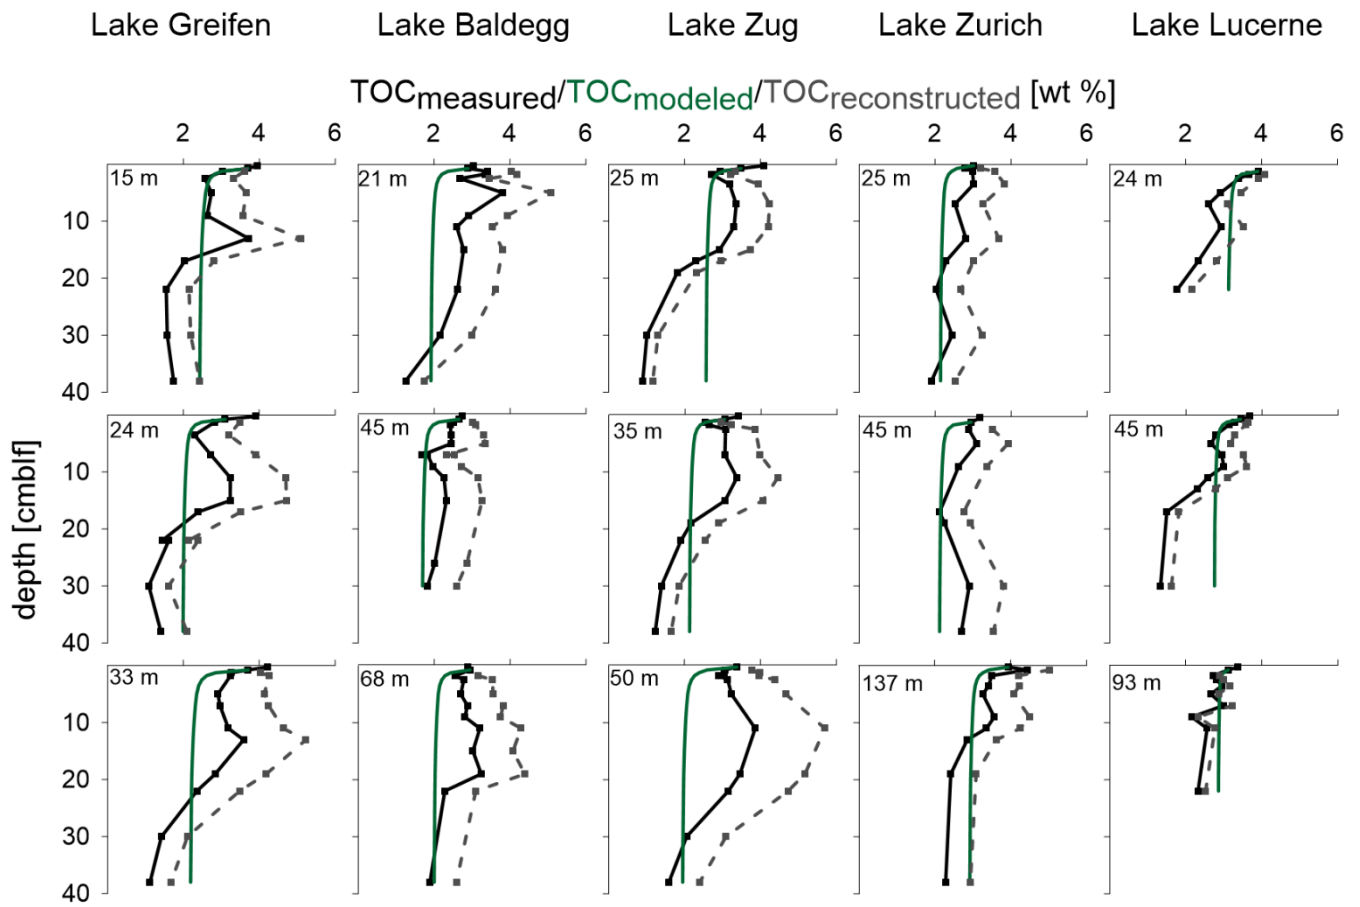 Lake Greifen Lake Baldegg Lake Zug Lake Zurich Lake Lucerne
TOCmeasured/TOCmodeled/TOCreconstructed [wt %]
2 4 6 2 4 6 2 4 6 2 4 6 2 4 6
15 m 21 m 25 m 25 m 24 m
10
20
30
40
24 m 45 m 35 m 45 m 45 m
10
20
30
40
33 m 68 m 50 m 137 m 93 m
10
20
30
40
depth [cmblf]